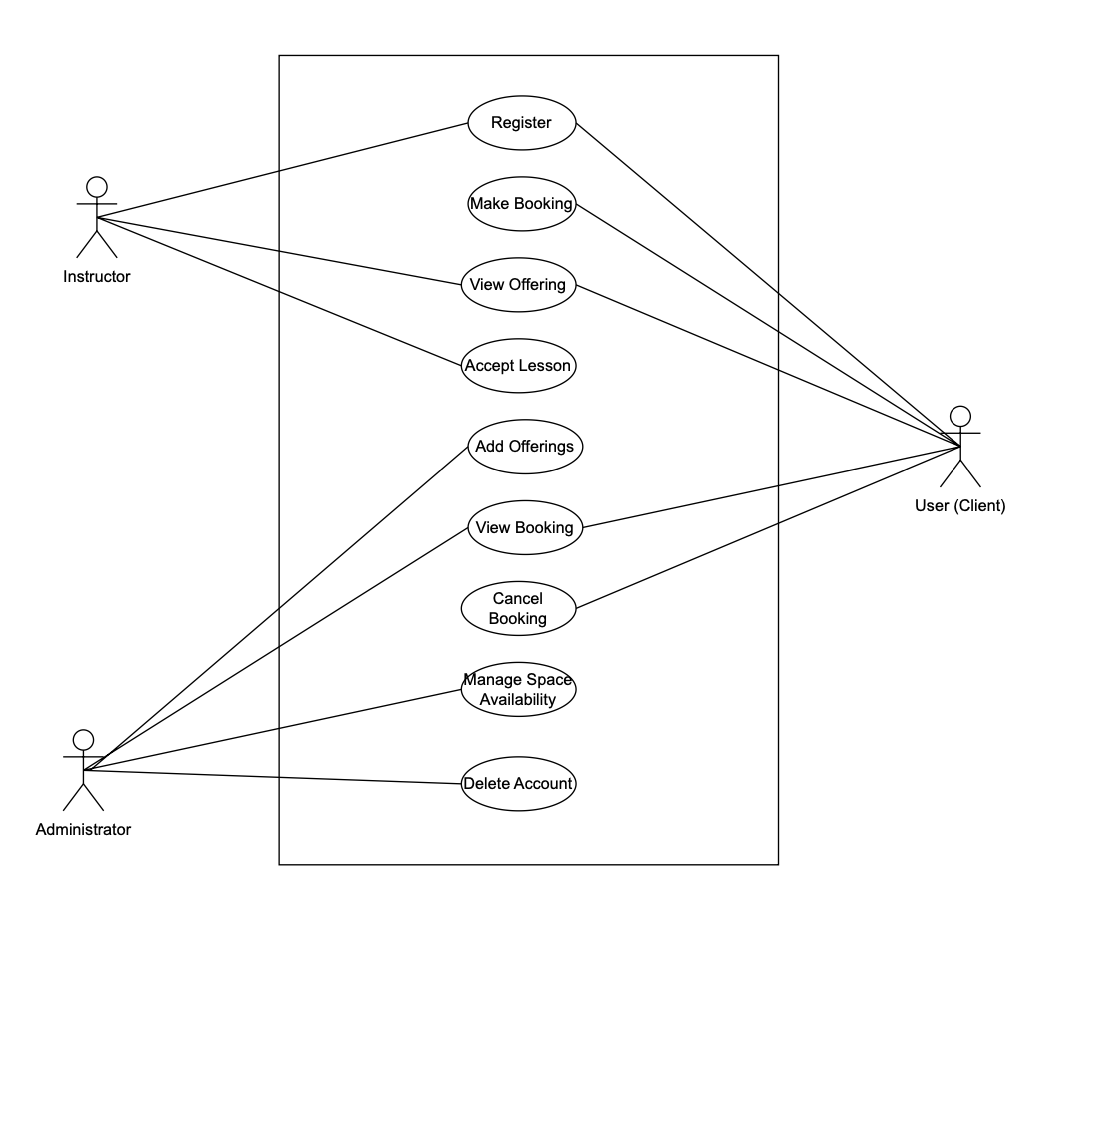 Register
Make Booking
Instructor
View Offering
Accept Lesson
Add Offerings
User (Client)
View Booking
Cancel
Booking
Manage Space
Availability
Delete Account
Administrator